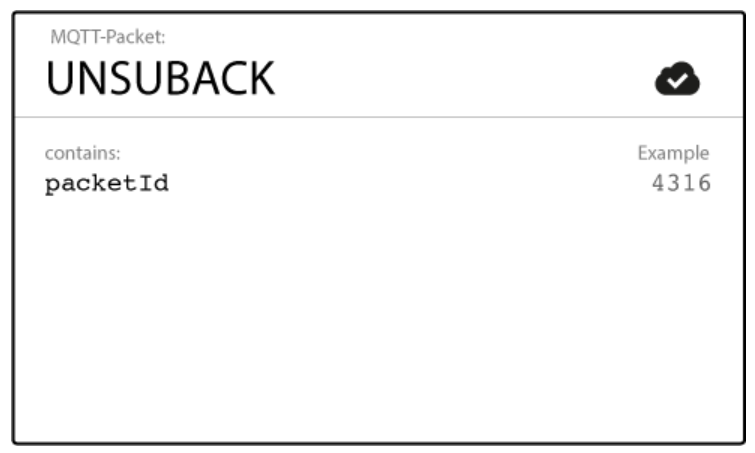 MQTT-Packet:
UNSUBACK
contains: Example
packetId 4316